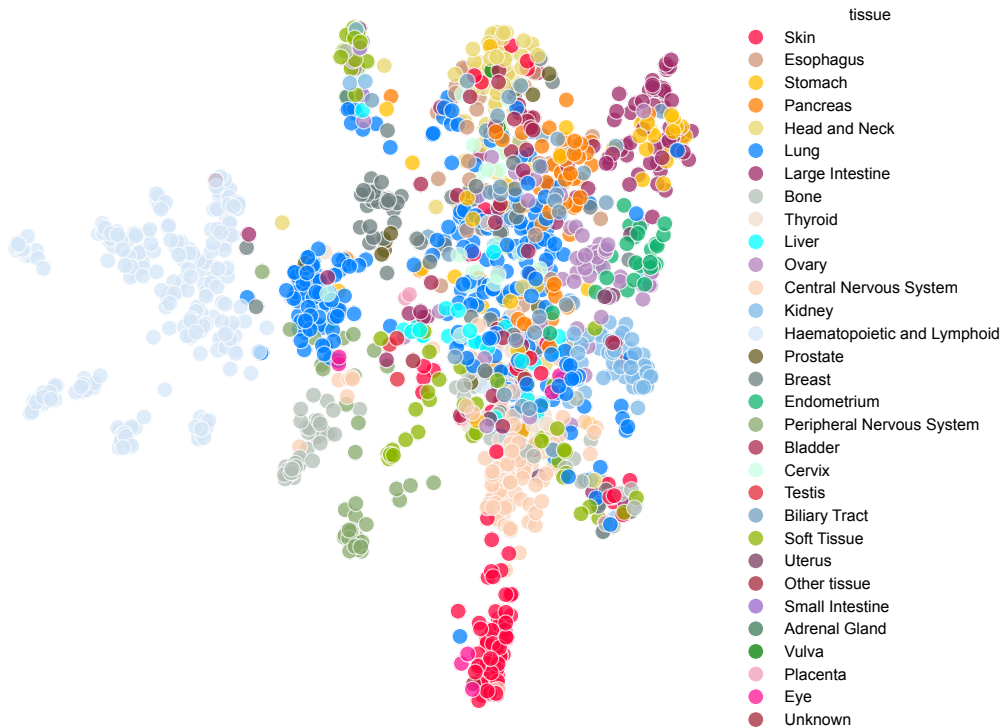 tissue
Skin
Esophagus
Stomach
Pancreas
Head and Neck
Lung
Large Intestine
Bone
Thyroid
Liver
Ovary
Central Nervous System
Kidney
Haematopoietic and Lymphoid
Prostate
Breast
Endometrium
Peripheral Nervous System
Bladder
Cervix
Testis
Biliary Tract
Soft Tissue
Uterus
Other tissue
Small Intestine
Adrenal Gland
Vulva
Placenta
Eye
Unknown